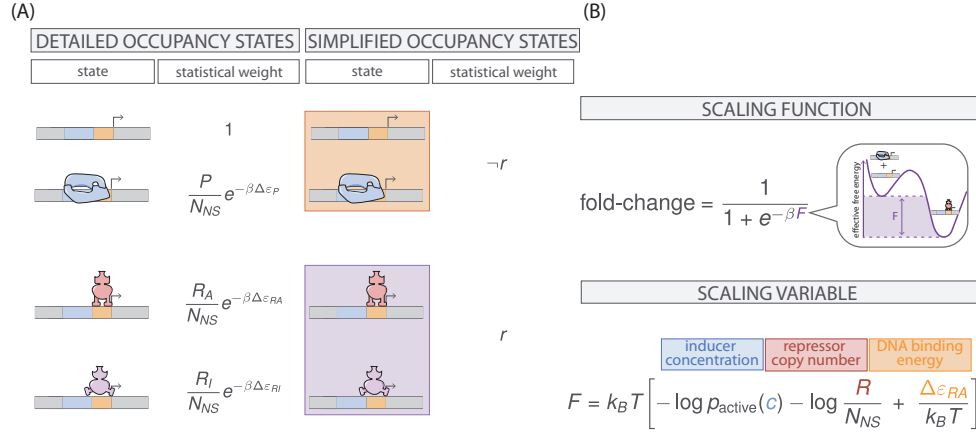 (A)
DETAILED OCCUPANCY STATES
SIMPLIFIED OCCUPANCY STATES
state
statistical weight
state
statistical weight
1
P/N_NS e^{-βΔε_P}
¬r
R_A/N_NS e^{-βΔε_RA}
R_I/N_NS e^{-βΔε_RI}
r
(B)
SCALING FUNCTION
fold-change = 1/(1 + e^{-βF})
effective free energy
+
F
SCALING VARIABLE
inducer
concentration
repressor
copy number
DNA binding
energy
F = k_B T [ - log p_active(c) - log R/N_NS + Δε_RA/k_B T ]